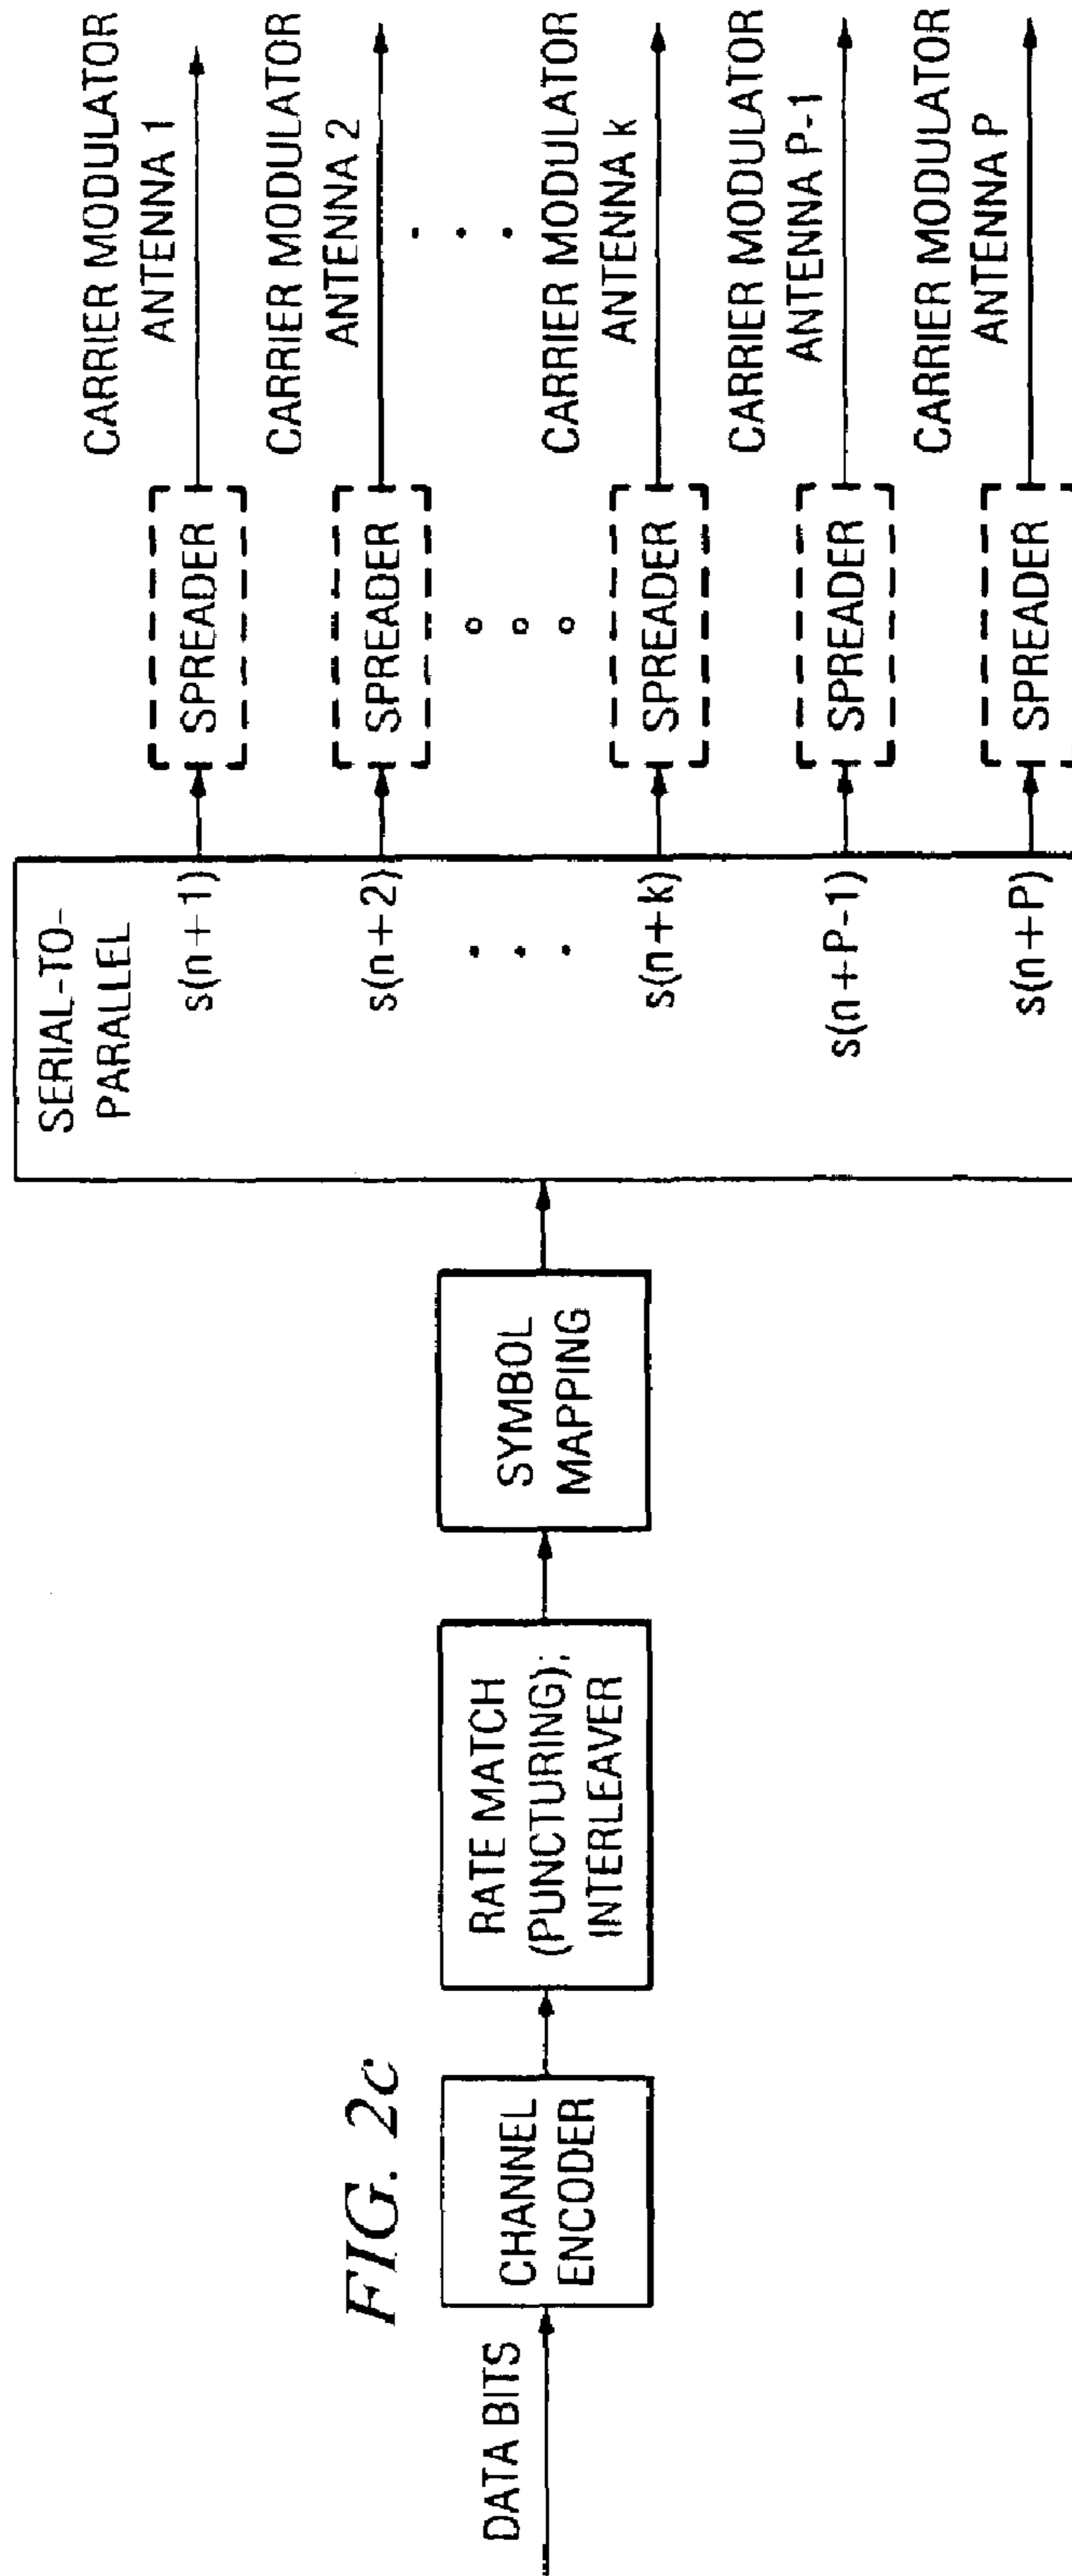 FIG. 2c
DATA BITS
CHANNEL
ENCODER
RATE MATCH
(PUNCTURING);
INTERLEAVER
SYMBOL
MAPPING
SERIAL-TO-
PARALLEL
s(n+1)
s(n+2)
s(n+k)
s(n+P-1)
s(n+P)
SPREADER
SPREADER
SPREADER
SPREADER
SPREADER
CARRIER MODULATOR
ANTENNA 1
CARRIER MODULATOR
ANTENNA 2
CARRIER MODULATOR
ANTENNA k
CARRIER MODULATOR
ANTENNA P-1
CARRIER MODULATOR
ANTENNA P